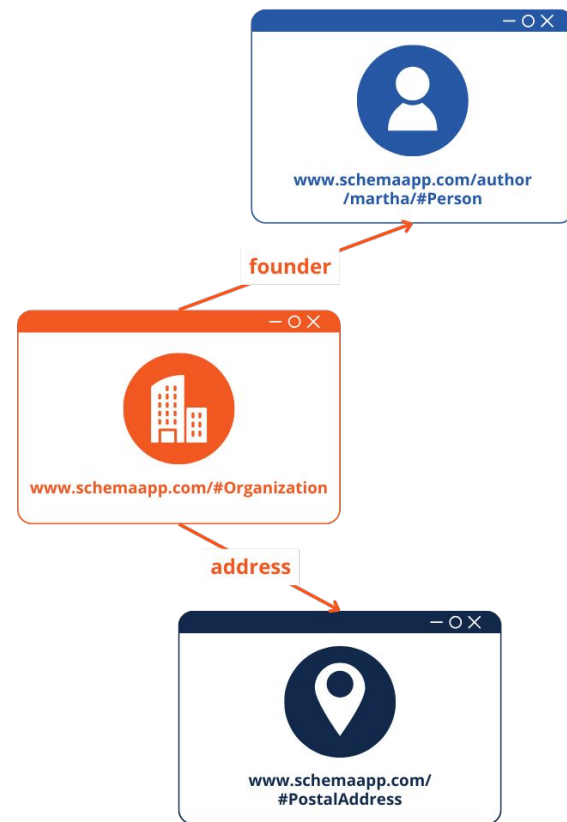 www.schemaapp.com/author
/martha/#Person
founder
www.schemaapp.com/#Organization
address
www.schemaapp.com/
#PostalAddress